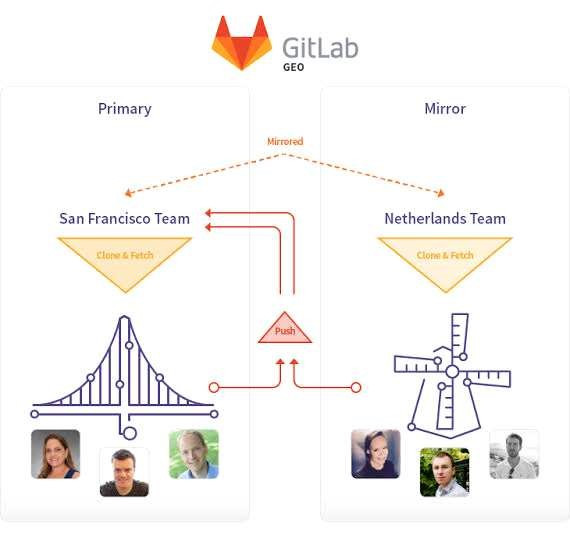 GitLab
GEO
Primary
Mirror
Mirrored
San Francisco Team
Netherlands Team
Clone & Fetch
Clone & Fetch
Push